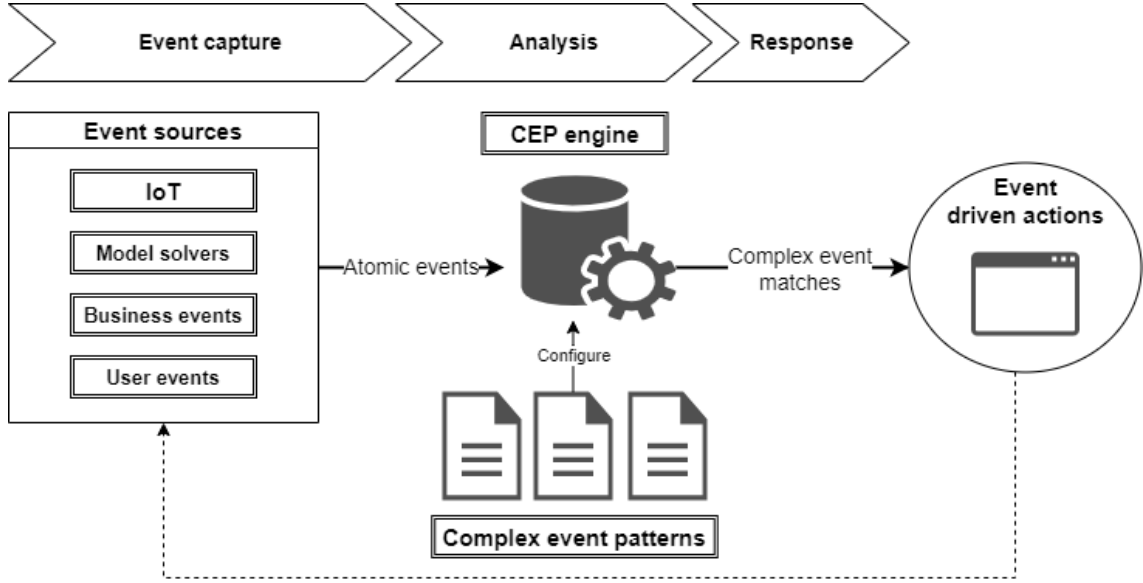 Event capture
Analysis
Response
Event sources
IoT
Model solvers
Business events
User events
Atomic events
CEP engine
Configure
Complex event patterns
Complex event
matches
Event
driven actions